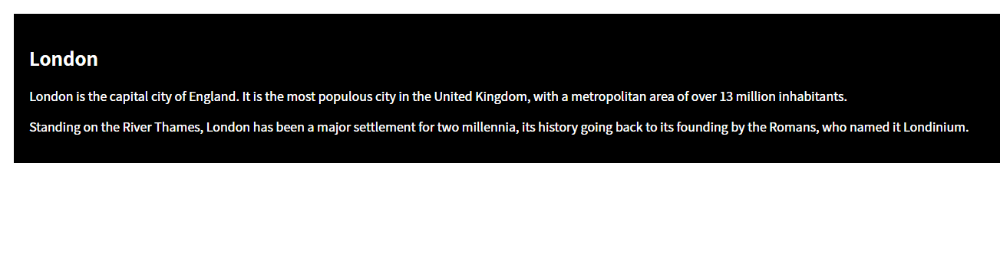 London
London is the capital city of England. It is the most populous city in the United Kingdom, with a metropolitan area of over 13 million inhabitants.
Standing on the River Thames, London has been a major settlement for two millennia, its history going back to its founding by the Romans, who named it Londinium.